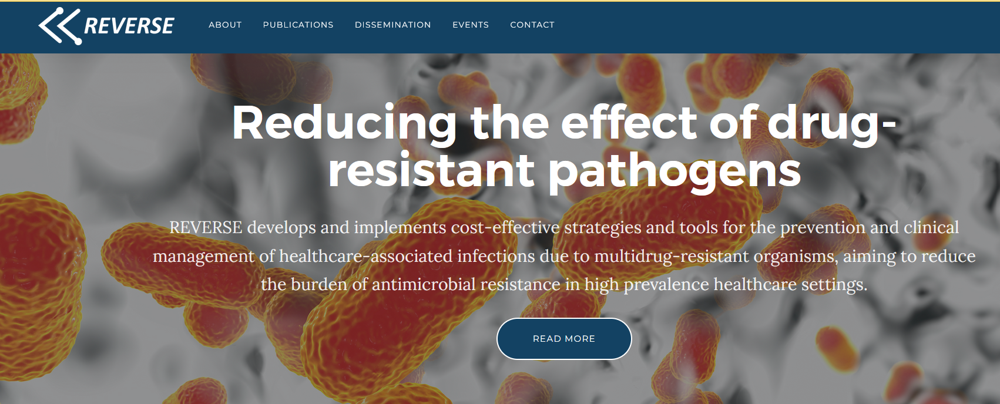 REVERSE
ABOUT PUBLICATIONS DISSEMINATION EVENTS CONTACT
Reducing the effect of drug-
resistant pathogens
REVERSE develops and implements cost-effective strategies and tools for the prevention and clinical
management of healthcare-associated infections due to multidrug-resistant organisms, aiming to reduce
the burden of antimicrobial resistance in high prevalence healthcare settings.
READ MORE